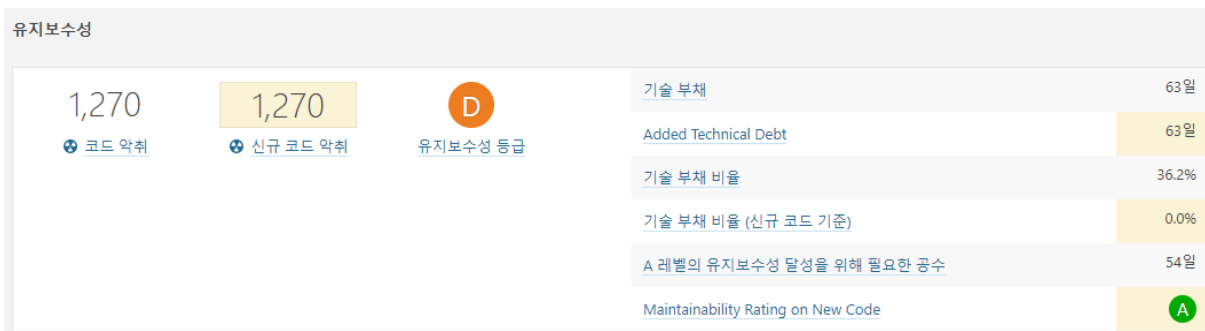 유지보수성
1,270
코드 악취
1,270
신규 코드 악취
D
유지보수성 등급
기술 부채 63일
Added Technical Debt 63일
기술 부채 비율 36.2%
기술 부채 비율 (신규 코드 기준) 0.0%
A 레벨의 유지보수성 달성을 위해 필요한 공수 54일
Maintainability Rating on New Code A